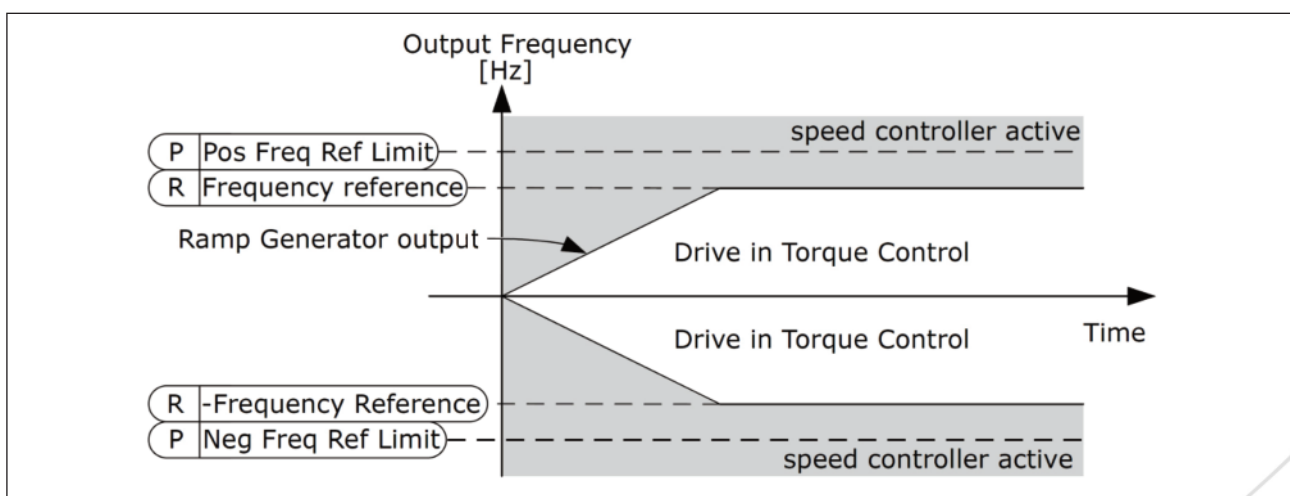 Output Frequency
[Hz]
speed controller active
P Pos Freq Ref Limit
R Frequency reference
Ramp Generator output
Drive in Torque Control
Drive in Torque Control
Time
R -Frequency Reference
P Neg Freq Ref Limit
speed controller active